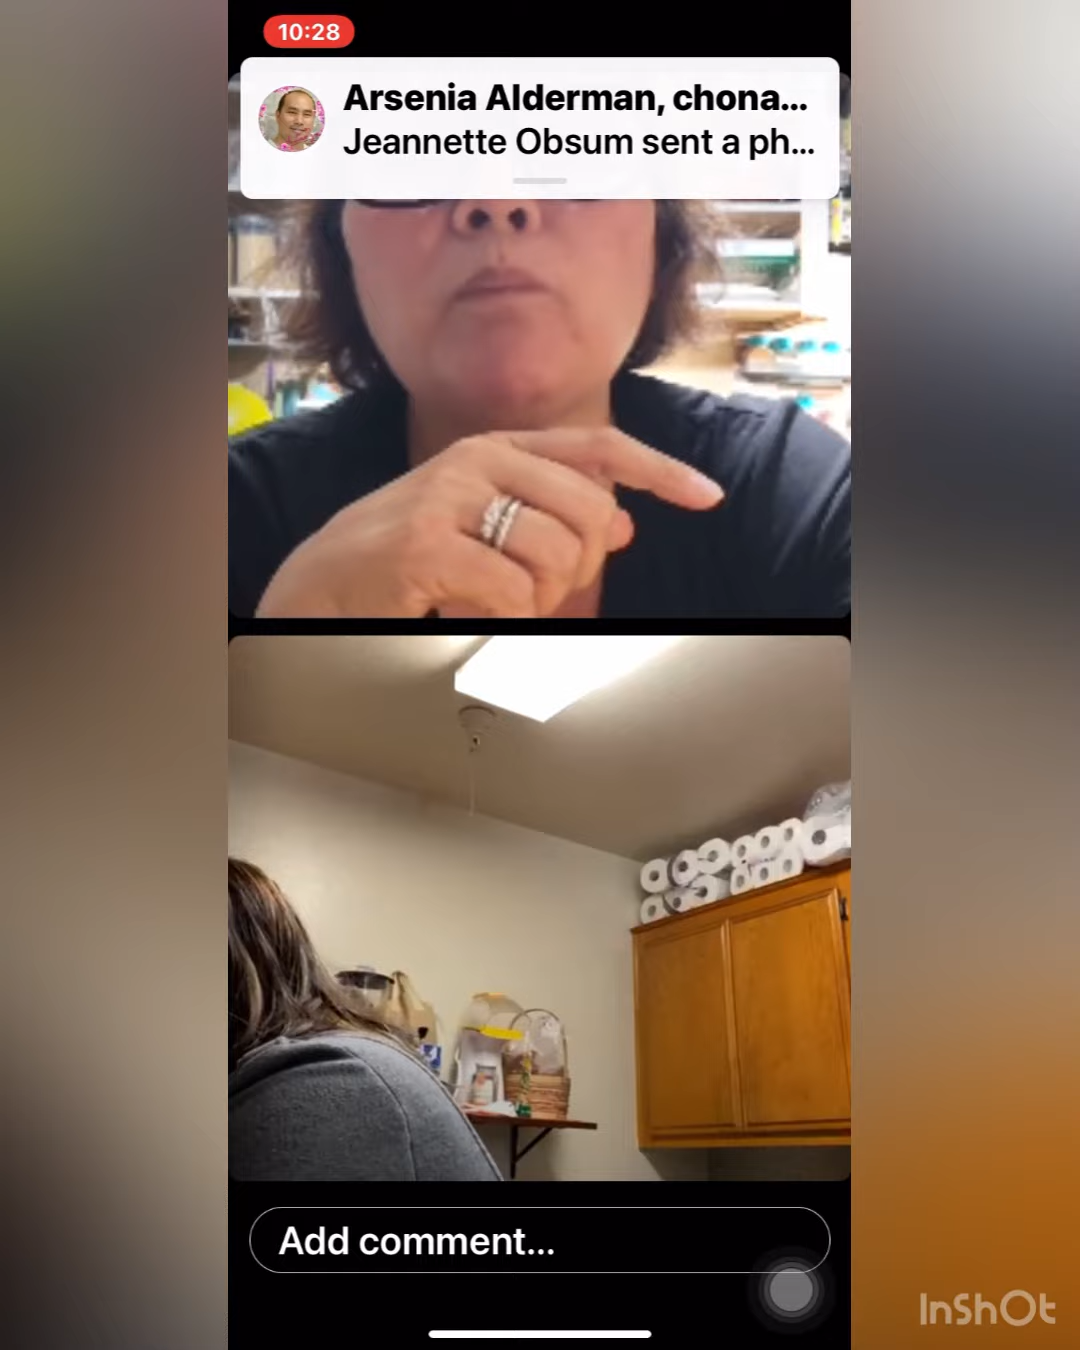 10:28
Arsenia Alderman, chona...
Jeannette Obsum sent a ph...
Add comment...
InShOt